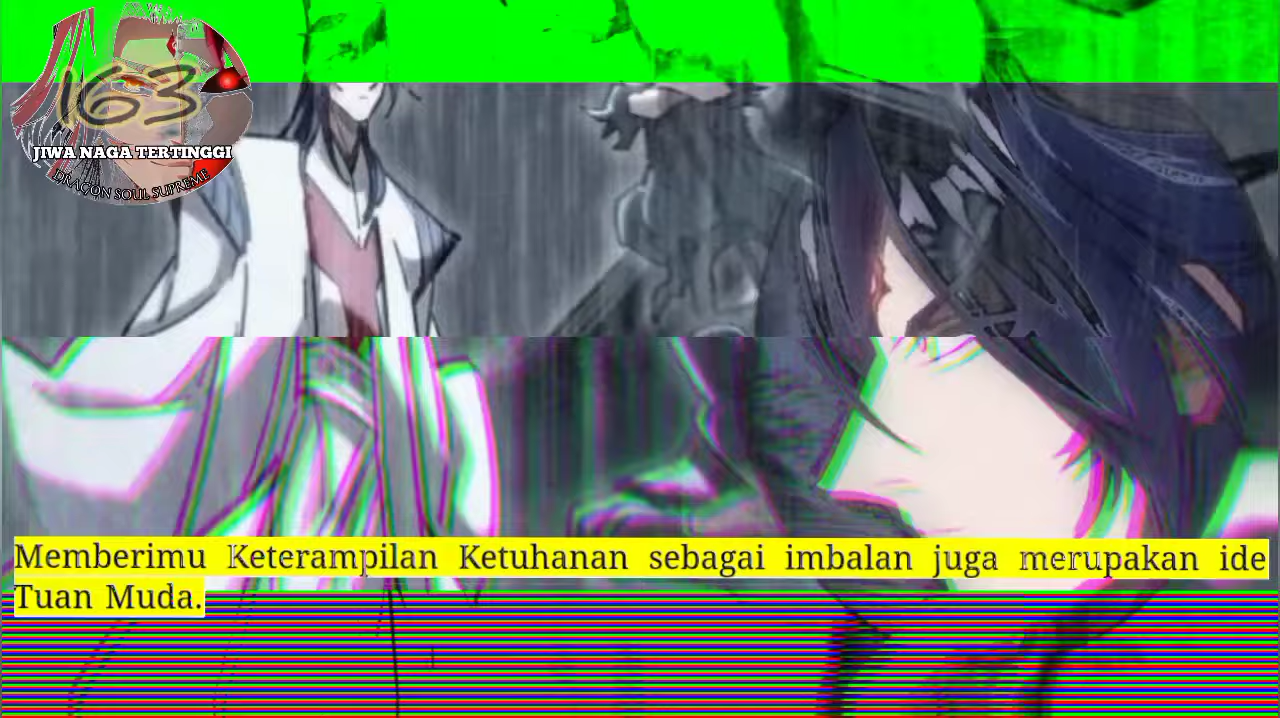 163
JIWA NAGA TERTINGGI
DRAGON SOUL SUPREME
Memberimu Keterampilan Ketuhanan sebagai imbalan juga merupakan ide
Tuan Muda.